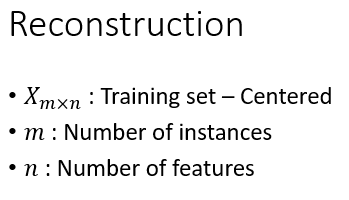 Reconstruction
• X_{m×n} : Training set – Centered
• m : Number of instances
• n : Number of features